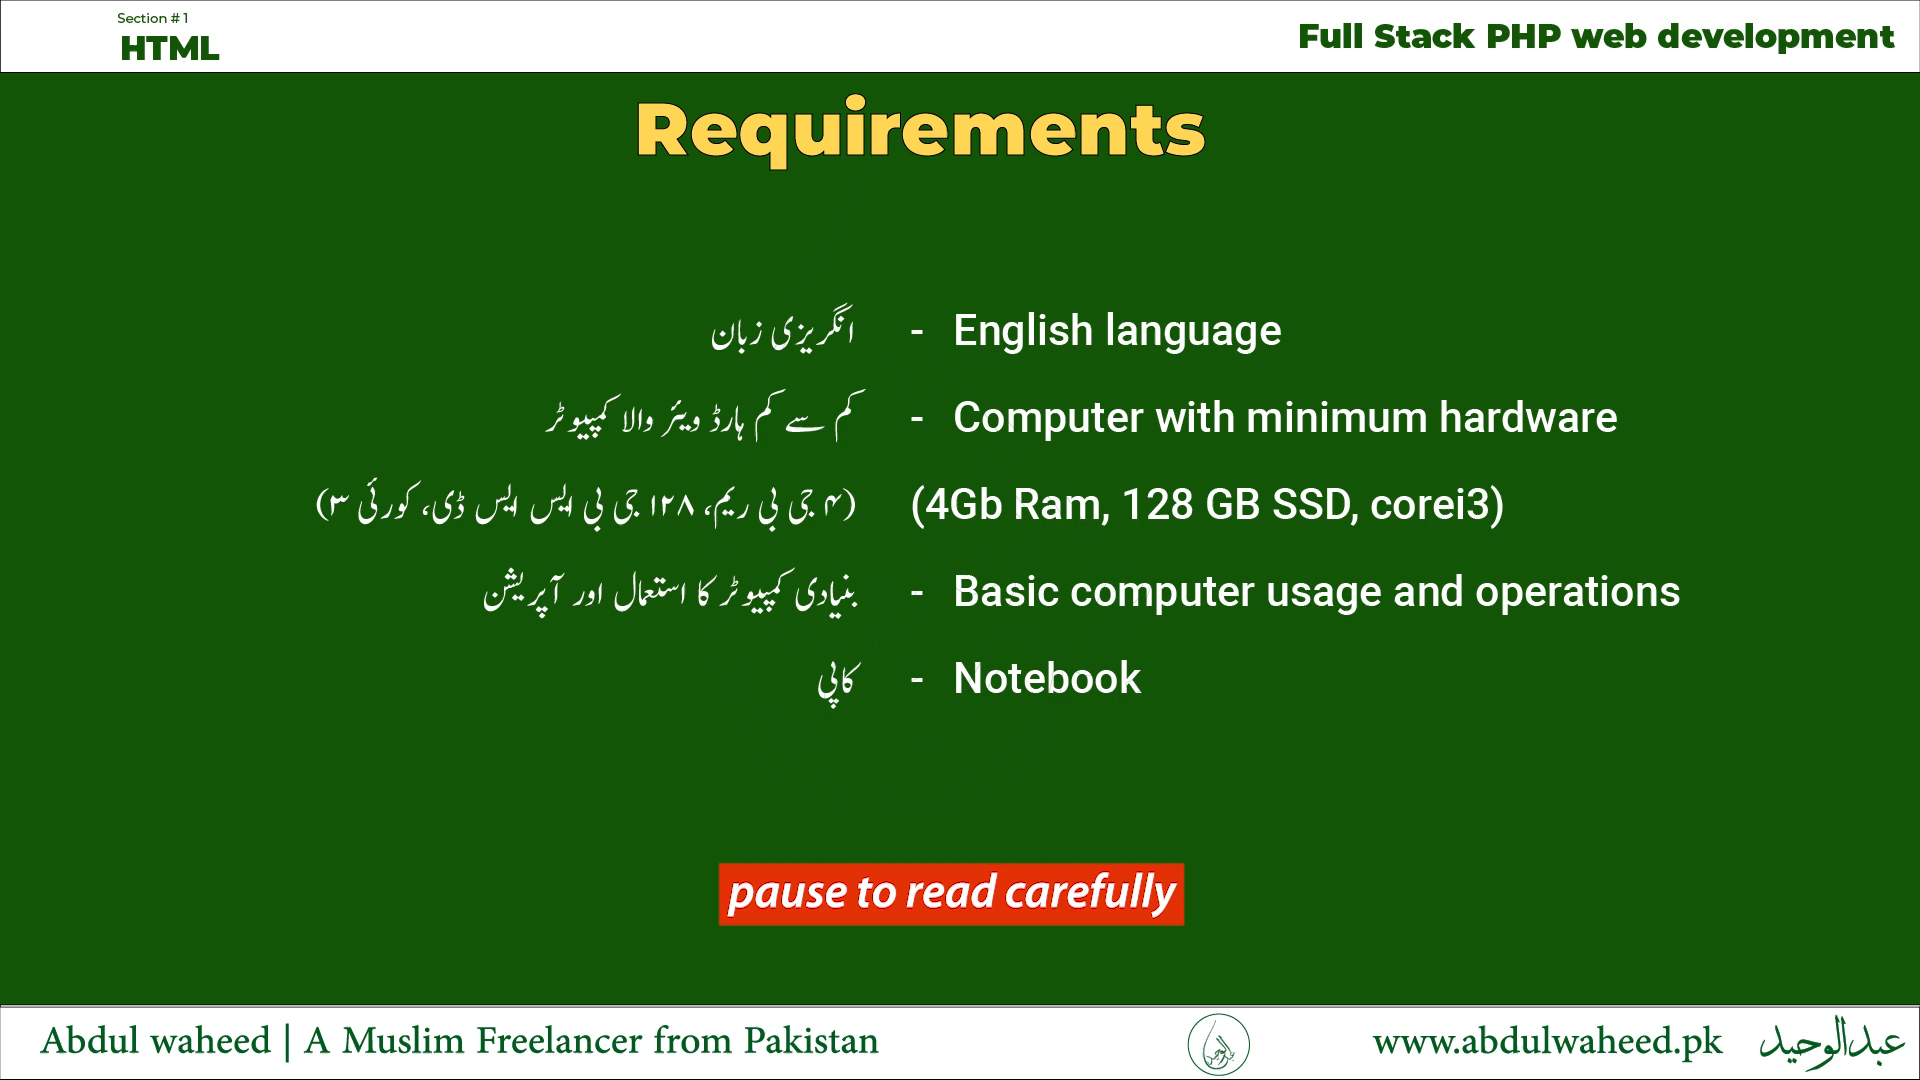 Section # 1
HTML
Full Stack PHP web development
Requirements
انگریزی زبان - English language
کم سے کم ہارڈ ویئر والا کمپیوٹر - Computer with minimum hardware
(۴ جی بی ریم، ۱۲۸ جی بی ایس ایس ڈی، کورئی ۳) (4Gb Ram, 128 GB SSD, corei3)
بنیادی کمپیوٹر کا استعمال اور آپریشن - Basic computer usage and operations
کاپی - Notebook
pause to read carefully
Abdul waheed | A Muslim Freelancer from Pakistan
www.abdulwaheed.pk
عبدالوحید